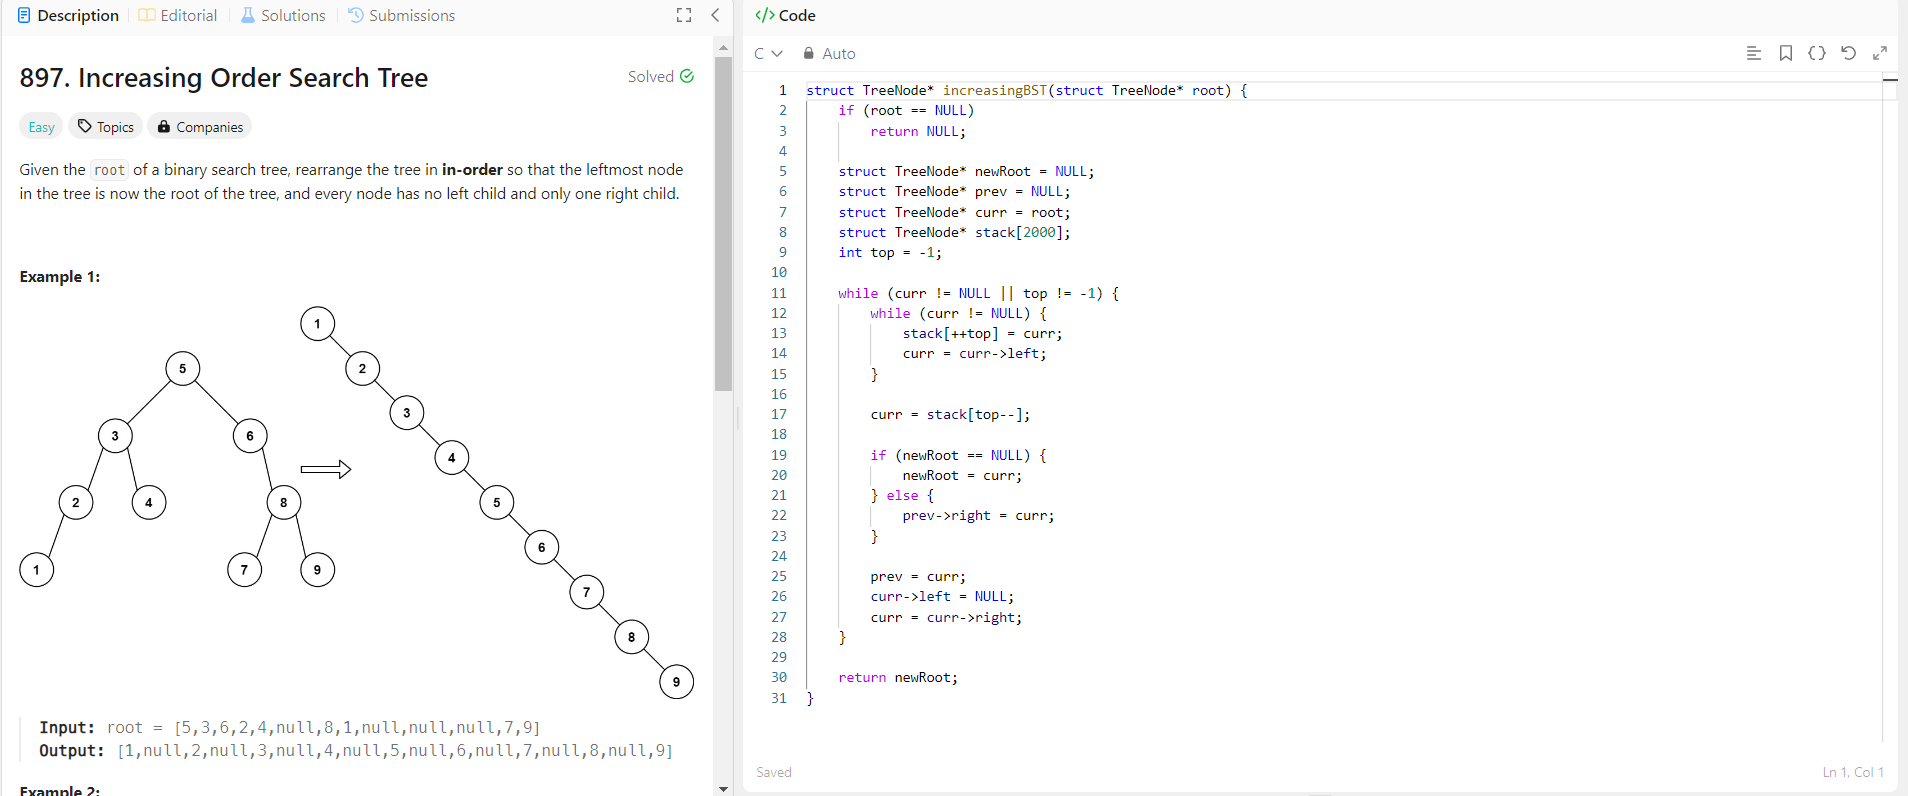 Description
Editorial
Solutions
Submissions
897. Increasing Order Search Tree
Solved
Easy
Topics
Companies
Given the root of a binary search tree, rearrange the tree in in-order so that the leftmost node
in the tree is now the root of the tree, and every node has no left child and only one right child.
Example 1:
1
5
2
3
6
3
4
2
4
8
5
6
1
7
9
7
8
9
Input: root = [5,3,6,2,4,null,8,1,null,null,null,7,9]
Output: [1,null,2,null,3,null,4,null,5,null,6,null,7,null,8,null,9]
Example 2:
</> Code
C
Auto
1 struct TreeNode* increasingBST(struct TreeNode* root) {
2     if (root == NULL)
3         return NULL;
4
5     struct TreeNode* newRoot = NULL;
6     struct TreeNode* prev = NULL;
7     struct TreeNode* curr = root;
8     struct TreeNode* stack[2000];
9     int top = -1;
10
11     while (curr != NULL || top != -1) {
12         while (curr != NULL) {
13             stack[++top] = curr;
14             curr = curr->left;
15         }
16
17         curr = stack[top--];
18
19         if (newRoot == NULL) {
20             newRoot = curr;
21         } else {
22             prev->right = curr;
23         }
24
25         prev = curr;
26         curr->left = NULL;
27         curr = curr->right;
28     }
29
30     return newRoot;
31 }
Saved
Ln 1, Col 1